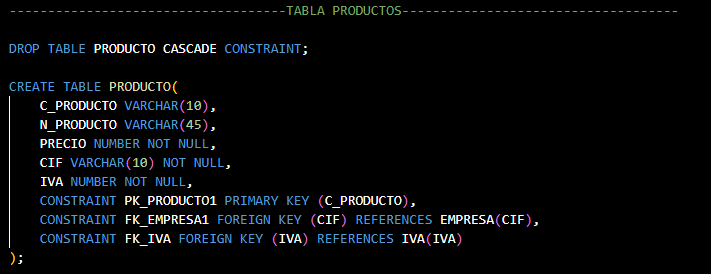 ------------------------------------TABLA PRODUCTOS------------------------------------
DROP TABLE PRODUCTO CASCADE CONSTRAINT;
CREATE TABLE PRODUCTO(
    C_PRODUCTO VARCHAR(10),
    N_PRODUCTO VARCHAR(45),
    PRECIO NUMBER NOT NULL,
    CIF VARCHAR(10) NOT NULL,
    IVA NUMBER NOT NULL,
    CONSTRAINT PK_PRODUCTO1 PRIMARY KEY (C_PRODUCTO),
    CONSTRAINT FK_EMPRESA1 FOREIGN KEY (CIF) REFERENCES EMPRESA(CIF),
    CONSTRAINT FK_IVA FOREIGN KEY (IVA) REFERENCES IVA(IVA)
);